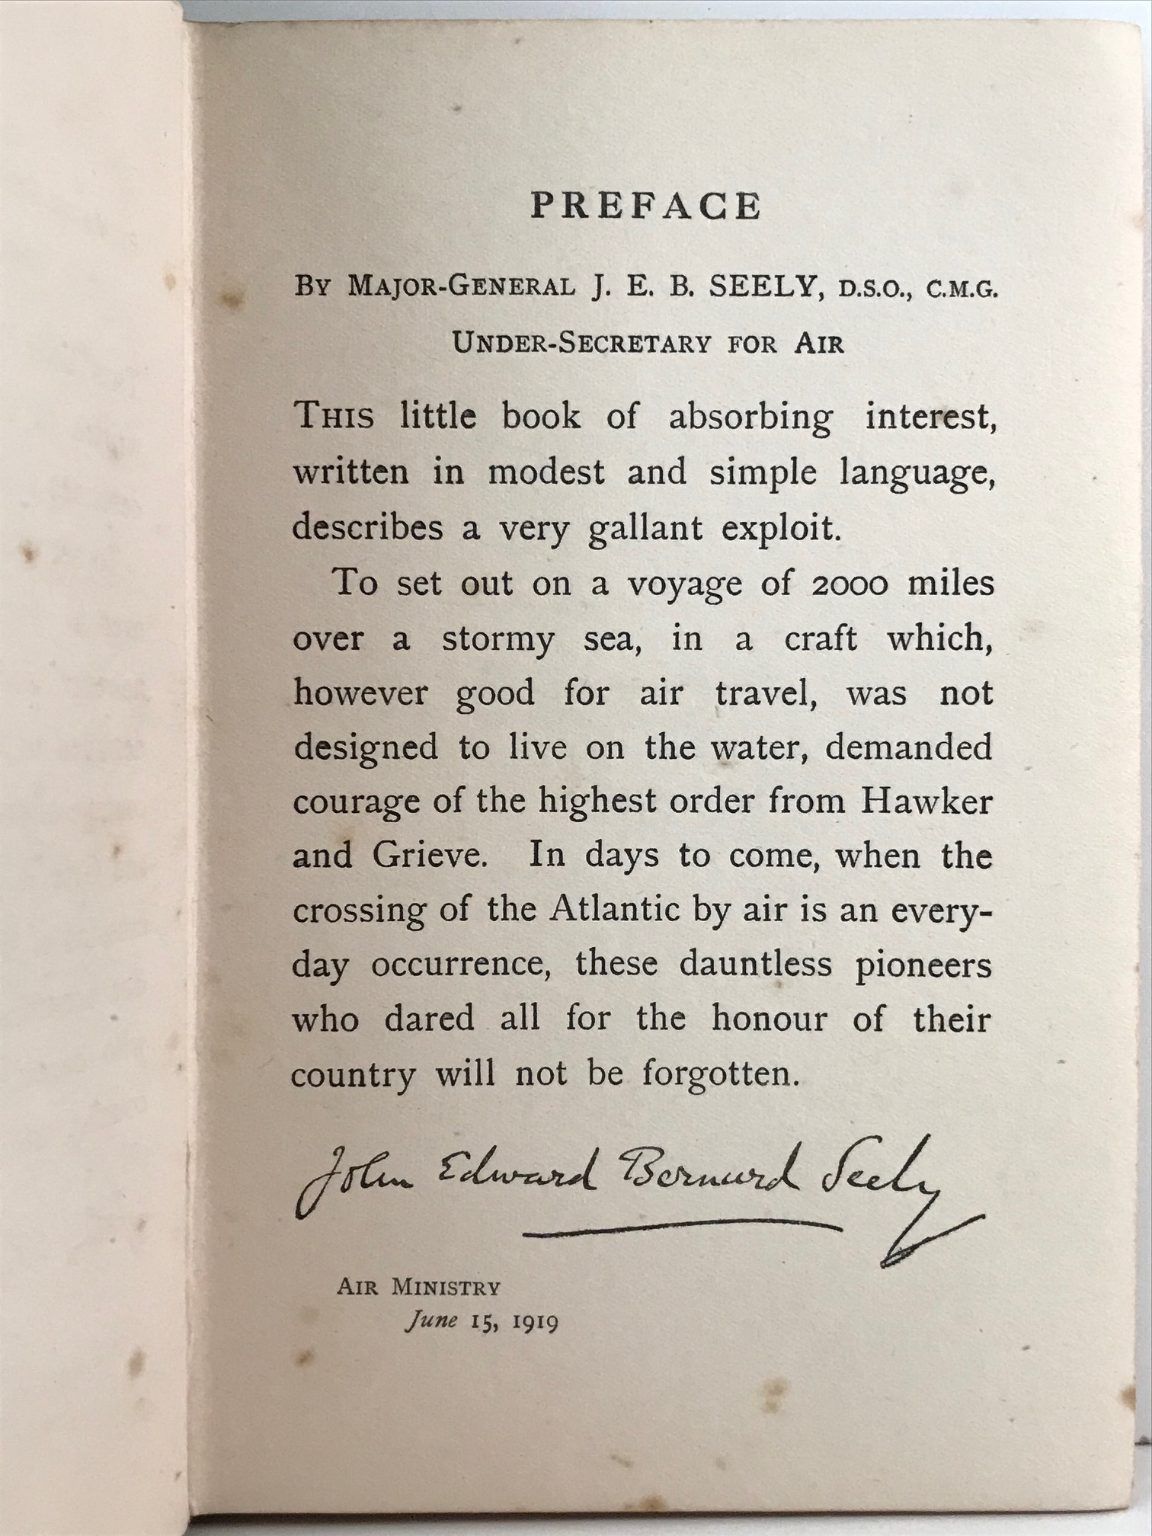 PREFACE
By Major-General J. E. B. SEELY, D.S.O., C.M.G.
Under-Secretary for Air
This little book of absorbing interest,
written in modest and simple language,
describes a very gallant exploit.
To set out on a voyage of 2000 miles
over a stormy sea, in a craft which,
however good for air travel, was not
designed to live on the water, demanded
courage of the highest order from Hawker
and Grieve. In days to come, when the
crossing of the Atlantic by air is an every-
day occurrence, these dauntless pioneers
who dared all for the honour of their
country will not be forgotten.
John Edward Bernard Seely
Air Ministry
June 15, 1919